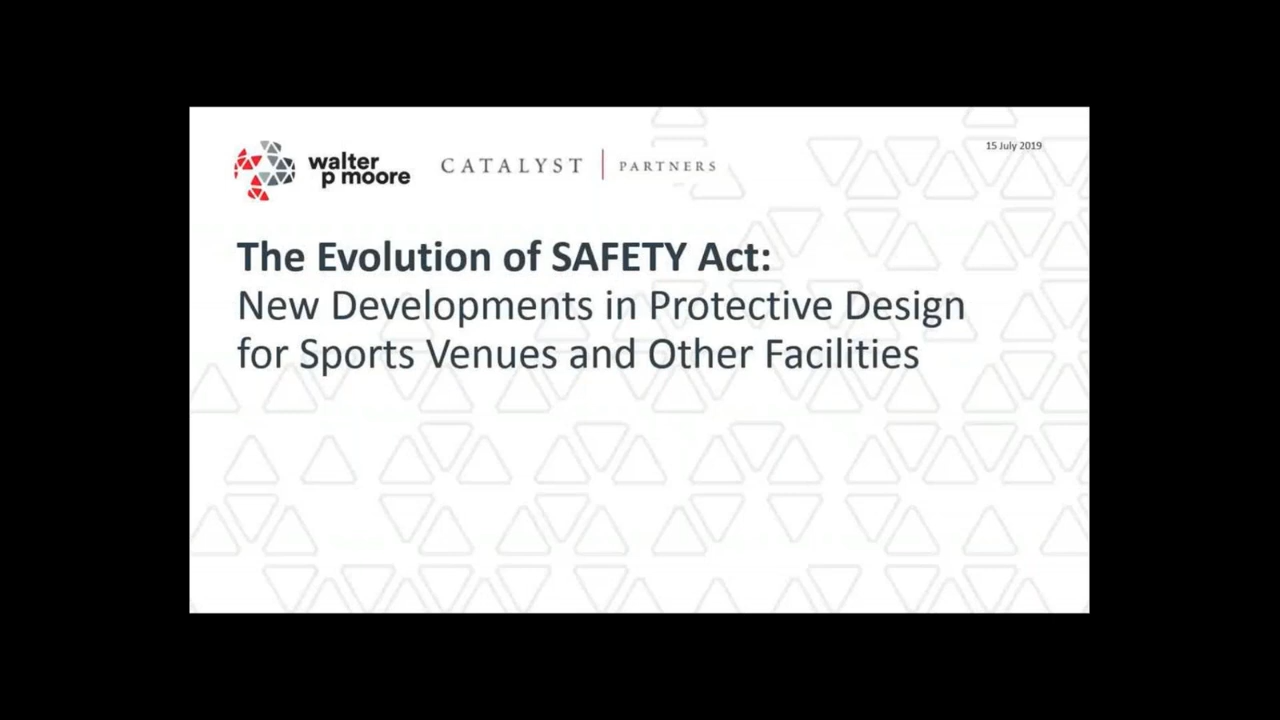 walter
p moore
CATALYST | PARTNERS
15 July 2019
The Evolution of SAFETY Act:
New Developments in Protective Design
for Sports Venues and Other Facilities